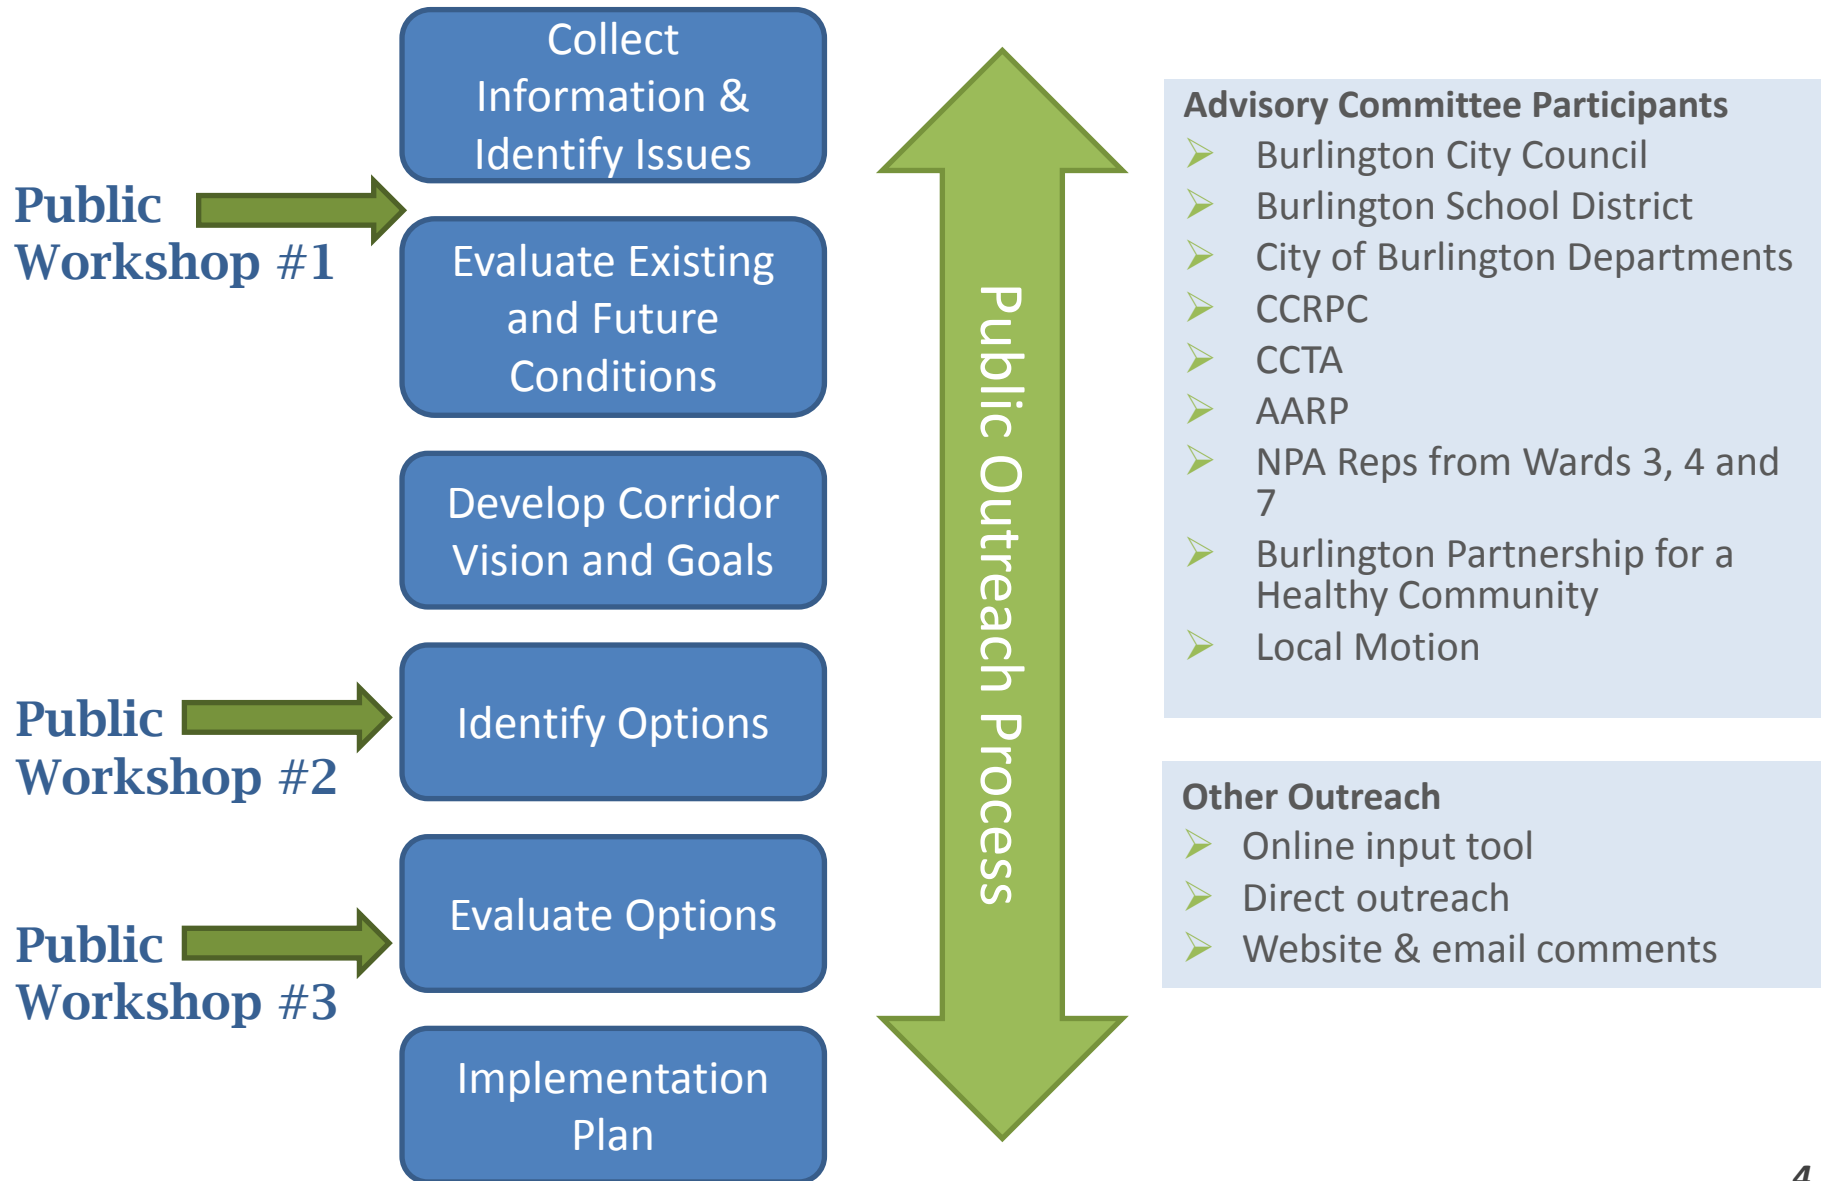 Collect
Information &
Identify Issues
Public
Workshop #1
Evaluate Existing
and Future
Conditions
Develop Corridor
Vision and Goals
Public
Workshop #2
Identify Options
Public
Workshop #3
Evaluate Options
Implementation
Plan
Public Outreach Process
Advisory Committee Participants
Burlington City Council
Burlington School District
City of Burlington Departments
CCRPC
CCTA
AARP
NPA Reps from Wards 3, 4 and
7
Burlington Partnership for a
Healthy Community
Local Motion
Other Outreach
Online input tool
Direct outreach
Website & email comments
4